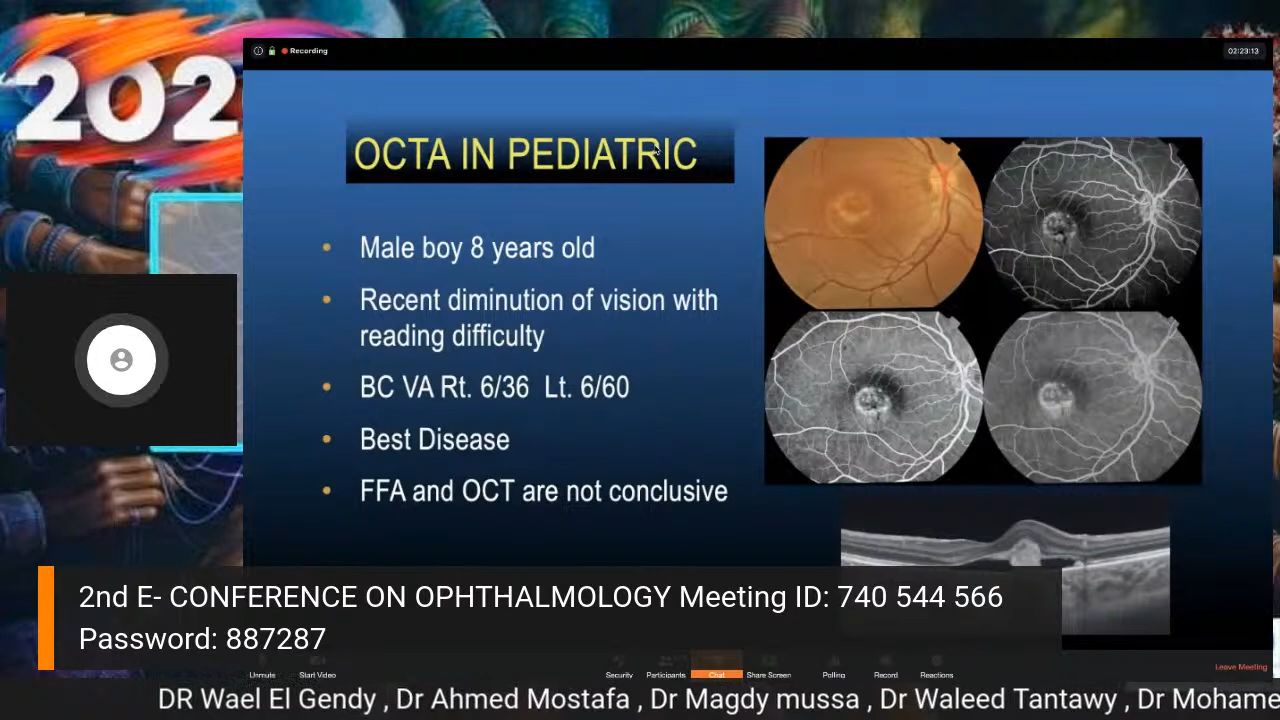 202
Recording
02:23:13
OCTA IN PEDIATRIC
• Male boy 8 years old
• Recent diminution of vision with
reading difficulty
• BC VA Rt. 6/36 Lt. 6/60
• Best Disease
• FFA and OCT are not conclusive
2nd E- CONFERENCE ON OPHTHALMOLOGY Meeting ID: 740 544 566
Password: 887287
Unmute Start Video Security Participants Chat Share Screen Polling Record Reactions Leave Meeting
DR Wael El Gendy , Dr Ahmed Mostafa , Dr Magdy mussa , Dr Waleed Tantawy , Dr Mohame